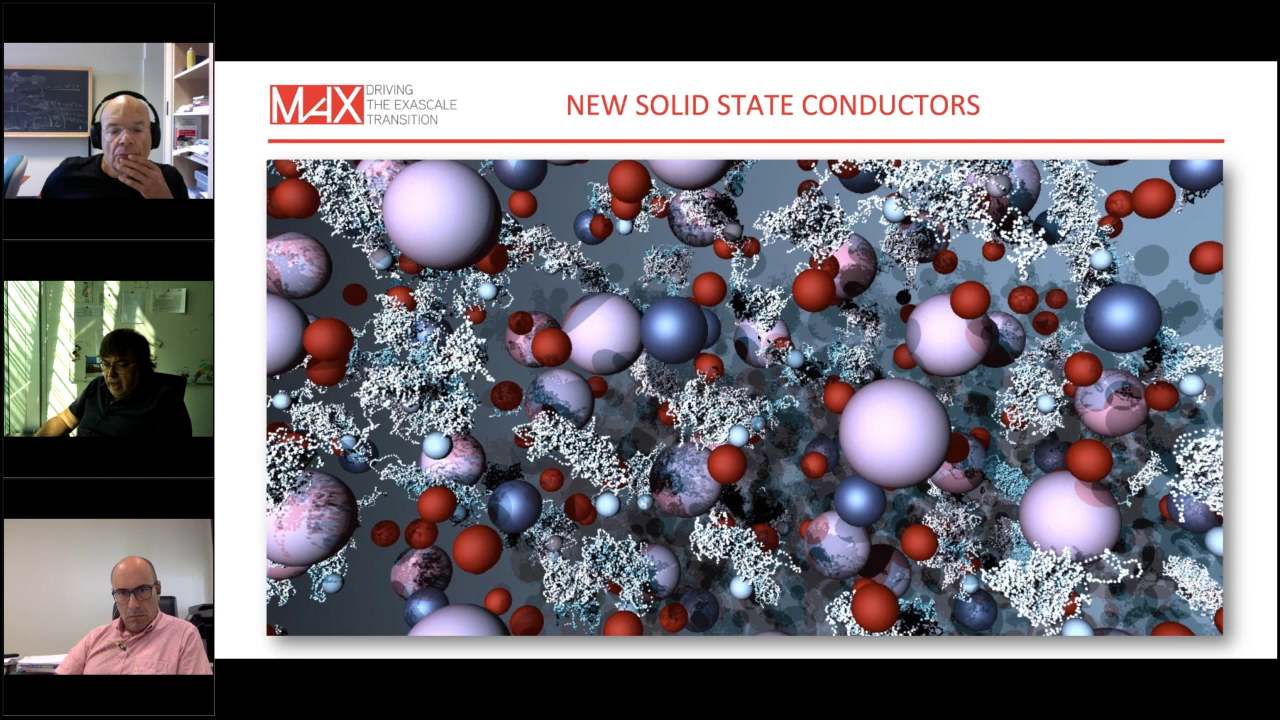 MAX
DRIVING
THE EXASCALE
TRANSITION
NEW SOLID STATE CONDUCTORS